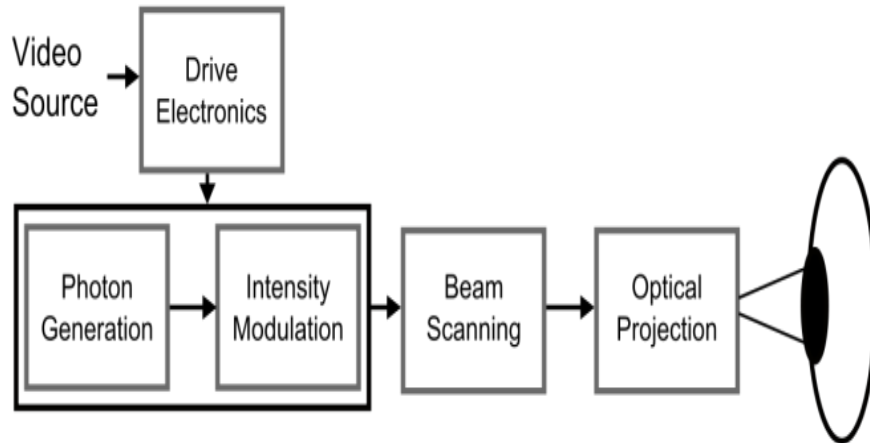 Video
Source
Drive
Electronics
Photon
Generation
Intensity
Modulation
Beam
Scanning
Optical
Projection